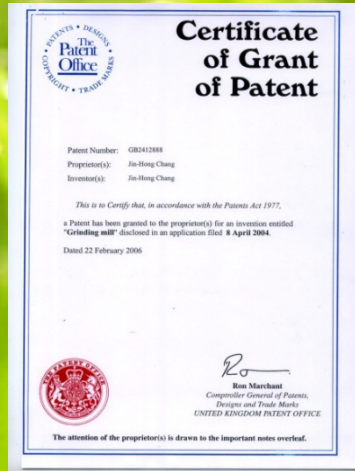 PATENTS · DESIGNS
COPYRIGHT · TRADE MARKS
The
Patent
Office
Certificate
of Grant
of Patent
Patent Number: GB2412888
Proprietor(s): Jin-Hong Chang
Inventor(s): Jin-Hong Chang
This is to Certify that, in accordance with the Patents Act 1977,
a Patent has been granted to the proprietor(s) for an invention entitled
"Grinding mill" disclosed in an application filed 8 April 2004.
Dated 22 February 2006
THE PATENT OFFICE
Ron Marchant
Comptroller General of Patents,
Designs and Trade Marks
UNITED KINGDOM PATENT OFFICE
The attention of the proprietor(s) is drawn to the important notes overleaf.